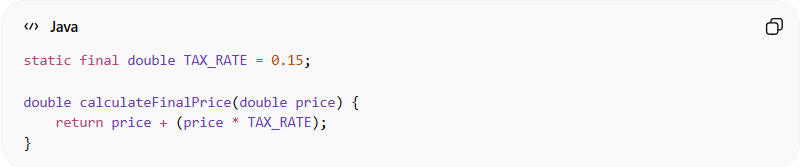 </> Java
static final double TAX_RATE = 0.15;
double calculateFinalPrice(double price) {
    return price + (price * TAX_RATE);
}